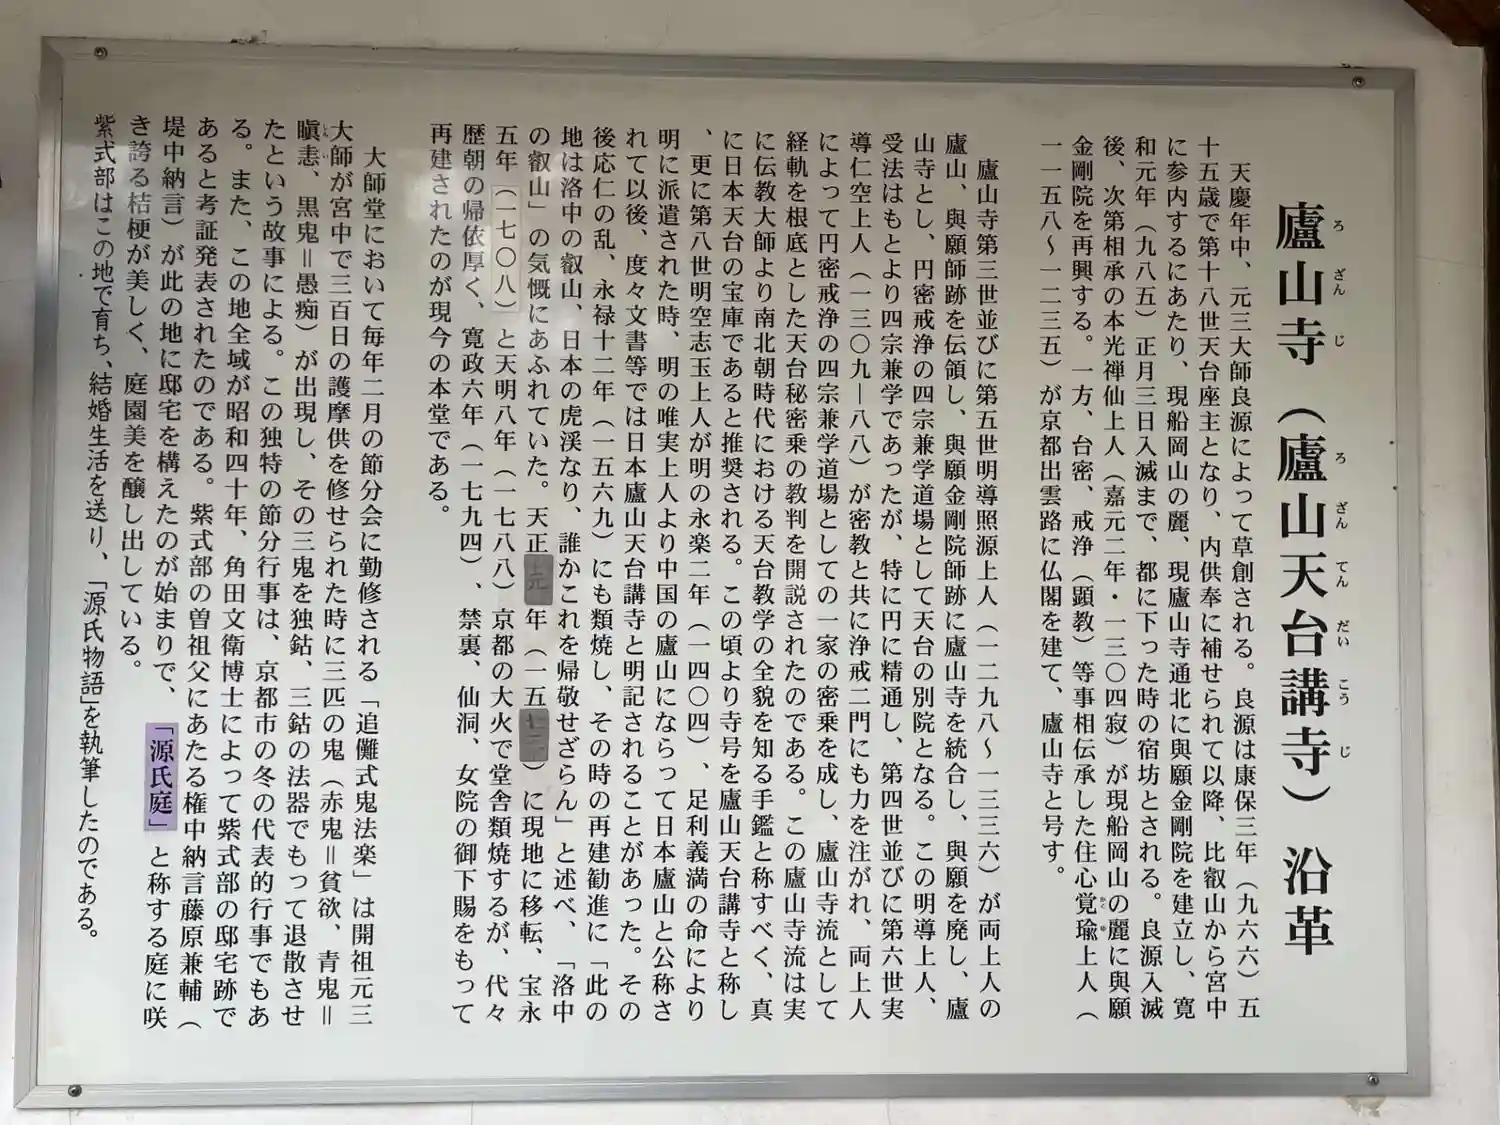 廬山寺（廬山天台講寺）沿革
ろざんじ ろざんてんだいこうじ
天慶年中、元三大師良源によって草創される。良源は康保三年（九六六）五
十五歳で第十八世天台座主となり、内供奉に補せられて以降、比叡山から宮中
に参内するにあたり、現船岡山の麗、現廬山寺通北に與願金剛院を建立し、寛
和元年（九八五）正月三日入滅まで、都に下った時の宿坊とされる。良源入滅
後、次第相承の本光禅仙上人（嘉元二年・一三〇四寂）が現船岡山の麗に與願
金剛院を再興する。一方、台密、戒浄（顕教）等事相伝承した住心覚瑜上人（
かくゆ
一一五八～一二三五）が京都出雲路に仏閣を建て、廬山寺と号す。
廬山寺第三世並びに第五世明導照源上人（一二九八～一三三六）が両上人の
廬山、與願師跡を伝領し、與願金剛院師跡に廬山寺を統合し、與願を廃し、廬
山寺とし、円密戒浄の四宗兼学道場として天台の別院となる。この明導上人、
受法はもとより四宗兼学であったが、特に円に精通し、第四世並びに第六世実
導仁空上人（一三〇九―八八）が密教と共に浄戒二門にも力を注がれ、両上人
によって円密戒浄の四宗兼学道場としての一家の密乗を成し、廬山寺流として
経軌を根底とした天台秘密乗の教判を開説されたのである。この廬山寺流は実
に伝教大師より南北朝時代における天台教学の全貌を知る手鑑と称すべく、真
に日本天台の宝庫であると推奨される。この頃より寺号を廬山天台講寺と称し
、更に第八世明空志玉上人が明の永楽二年（一四〇四）、足利義満の命により
明に派遣された時、明の唯実上人より中国の廬山にならって日本廬山と公称さ
れて以後、度々文書等では日本廬山天台講寺と明記されることがあった。その
後応仁の乱、永禄十二年（一五六九）にも類焼し、その時の再建勧進に「此の
地は洛中の叡山、日本の虎渓なり、誰かこれを帰敬せざらん」と述べ、「洛中
の叡山」の気慨にあふれていた。天正元年（一五七三）に現地に移転、宝永
五年（一七〇八）と天明八年（一七八八）京都の大火で堂舎類焼するが、代々
歴朝の帰依厚く、寛政六年（一七九四）、禁裏、仙洞、女院の御下賜をもって
再建されたのが現今の本堂である。
大師堂において毎年二月の節分会に勤修される「追儺式鬼法楽」は開祖元三
大師が宮中で三百日の護摩供を修せられた時に三匹の鬼（赤鬼＝貧欲、青鬼＝
瞋恚、黒鬼＝愚痴）が出現し、その三鬼を独鈷、三鈷の法器でもって退散させ
しんい
たという故事による。この独特の節分行事は、京都市の冬の代表的行事でもあ
る。また、この地全域が昭和四十年、角田文衛博士によって紫式部の邸宅跡で
あると考証発表されたのである。紫式部の曽祖父にあたる権中納言藤原兼輔（
堤中納言）が此の地に邸宅を構えたのが始まりで、「源氏庭」と称する庭に咲
き誇る桔梗が美しく、庭園美を醸し出している。
紫式部はこの地で育ち、結婚生活を送り、「源氏物語」を執筆したのである。